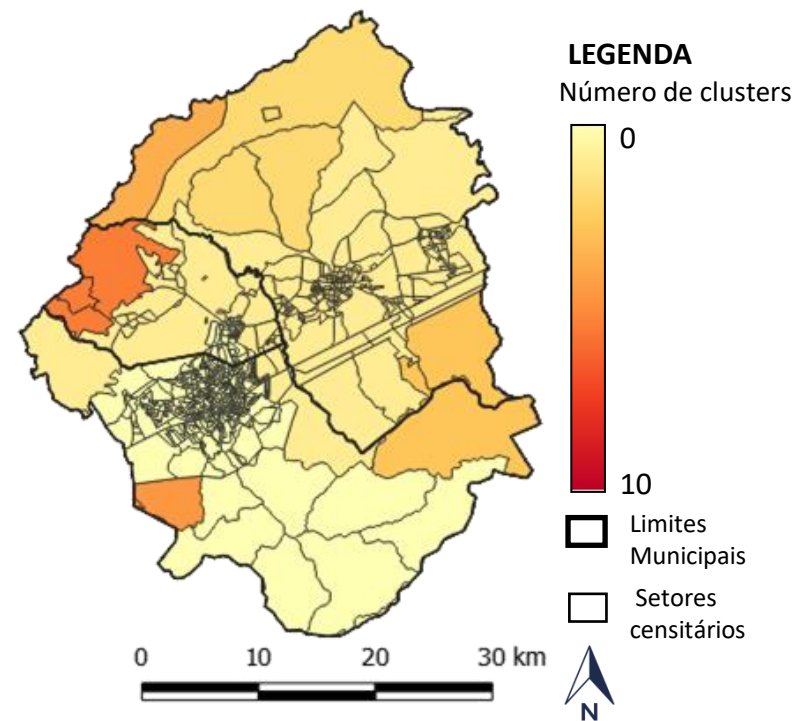 LEGENDA
Número de clusters
0
10
Limites
Municipais
Setores
censitários
0 10 20 30 km
N